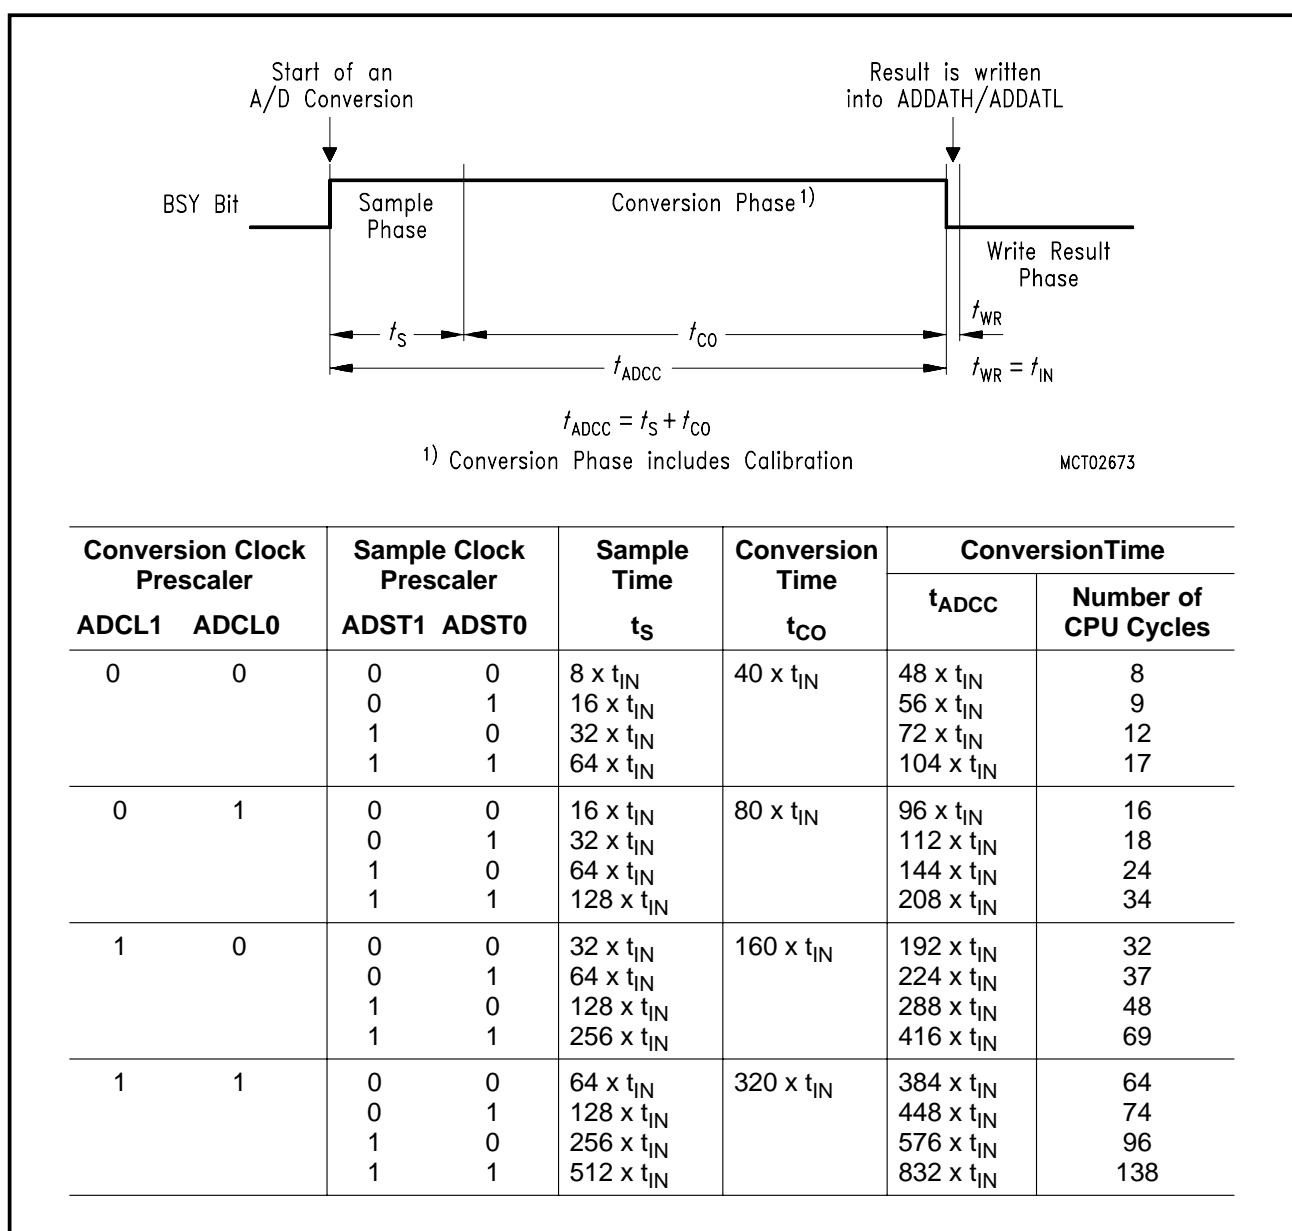 Start of an
A/D Conversion
Result is written
into ADDATH/ADDATL
BSY Bit
Sample
Phase
Conversion Phase 1)
Write Result
Phase
tWR
tS
tCO
tADCC
tWR = tIN
tADCC = tS + tCO
1) Conversion Phase includes Calibration
MCT02673
Conversion Clock Prescaler Sample Clock Prescaler Sample Time Conversion Time ConversionTime
ADCL1 ADCL0 ADST1 ADST0 tS tCO tADCC Number of CPU Cycles
0 0 0 0 8 x tIN 40 x tIN 48 x tIN 8
0 1 16 x tIN 56 x tIN 9
1 0 32 x tIN 72 x tIN 12
1 1 64 x tIN 104 x tIN 17
0 1 0 0 16 x tIN 80 x tIN 96 x tIN 16
0 1 32 x tIN 112 x tIN 18
1 0 64 x tIN 144 x tIN 24
1 1 128 x tIN 208 x tIN 34
1 0 0 0 32 x tIN 160 x tIN 192 x tIN 32
0 1 64 x tIN 224 x tIN 37
1 0 128 x tIN 288 x tIN 48
1 1 256 x tIN 416 x tIN 69
1 1 0 0 64 x tIN 320 x tIN 384 x tIN 64
0 1 128 x tIN 448 x tIN 74
1 0 256 x tIN 576 x tIN 96
1 1 512 x tIN 832 x tIN 138